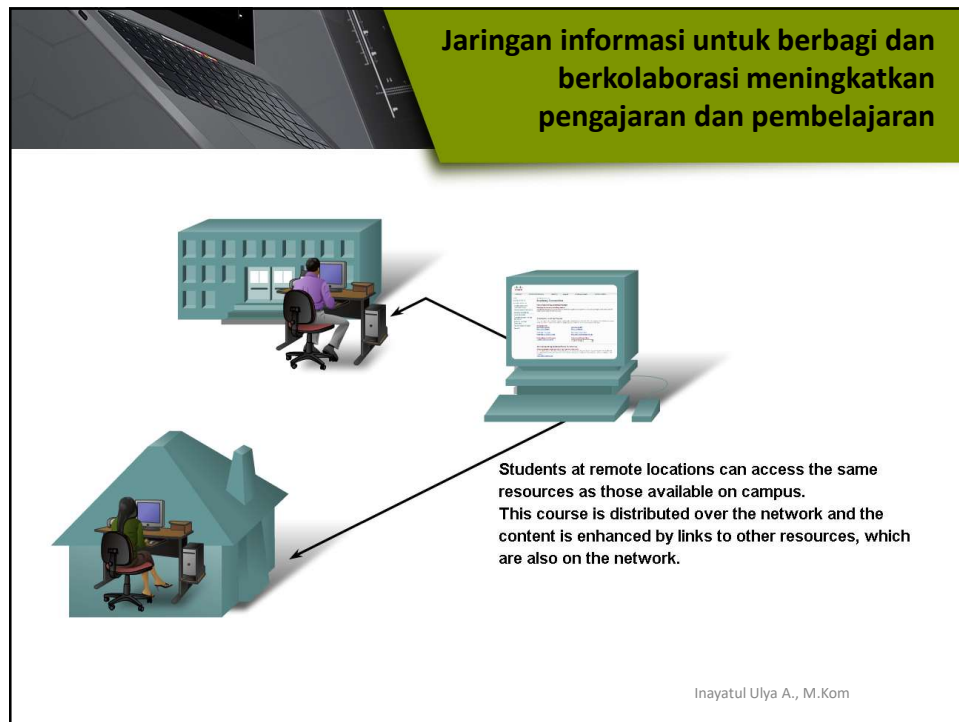 Jaringan informasi untuk berbagi dan
berkolaborasi meningkatkan
pengajaran dan pembelajaran
Students at remote locations can access the same
resources as those available on campus.
This course is distributed over the network and the
content is enhanced by links to other resources, which
are also on the network.
Inayatul Ulya A., M.Kom